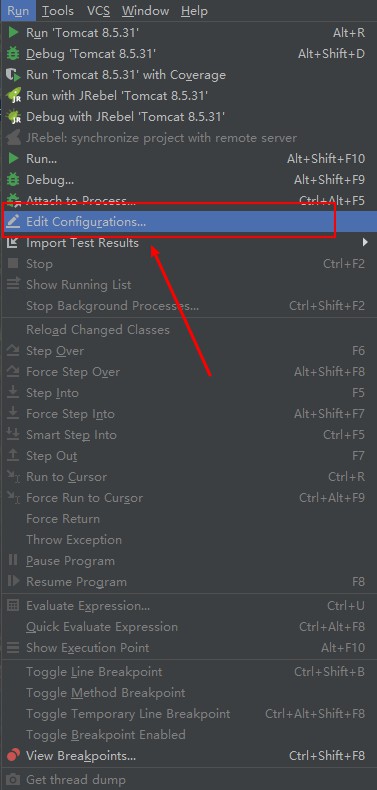 Run Tools VCS Window Help
Run 'Tomcat 8.5.31' Alt+R
Debug 'Tomcat 8.5.31' Alt+Shift+D
Run 'Tomcat 8.5.31' with Coverage
Run with JRebel 'Tomcat 8.5.31'
Debug with JRebel 'Tomcat 8.5.31'
JRebel: synchronize project with remote server
Run... Alt+Shift+F10
Debug... Alt+Shift+F9
Attach to Process... Ctrl+Alt+F5
Edit Configurations...
Import Test Results
Stop Ctrl+F2
Show Running List
Stop Background Processes... Ctrl+Shift+F2
Reload Changed Classes
Step Over F6
Force Step Over Alt+Shift+F8
Step Into F5
Force Step Into Alt+Shift+F7
Smart Step Into Ctrl+F5
Step Out F7
Run to Cursor Ctrl+R
Force Run to Cursor Ctrl+Alt+F9
Force Return
Throw Exception
Pause Program
Resume Program F8
Evaluate Expression... Ctrl+U
Quick Evaluate Expression Ctrl+Alt+F8
Show Execution Point Alt+F10
Toggle Line Breakpoint Ctrl+Shift+B
Toggle Method Breakpoint
Toggle Temporary Line Breakpoint Ctrl+Alt+Shift+F8
Toggle Breakpoint Enabled
View Breakpoints... Ctrl+Shift+F8
Get thread dump